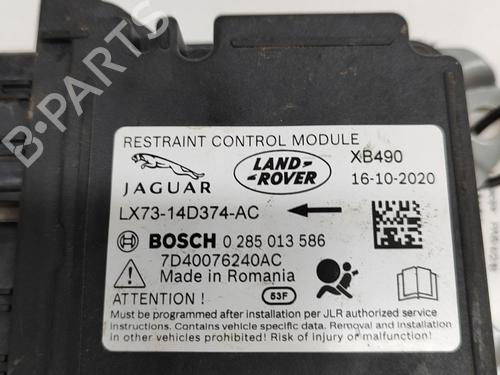 B-PARTS
RESTRAINT CONTROL MODULE
JAGUAR
LAND ROVER
XB490
16-10-2020
LX73-14D374-AC
BOSCH 0 285 013 586
7D40076240AC
Made in Romania
ATTENTION !
53F
Must be programmed after installation per JLR authorized service
instructions. Contains vehicle specific data. Removal and installation
in other vehicles prohibited! Risk of injury of malfunction!